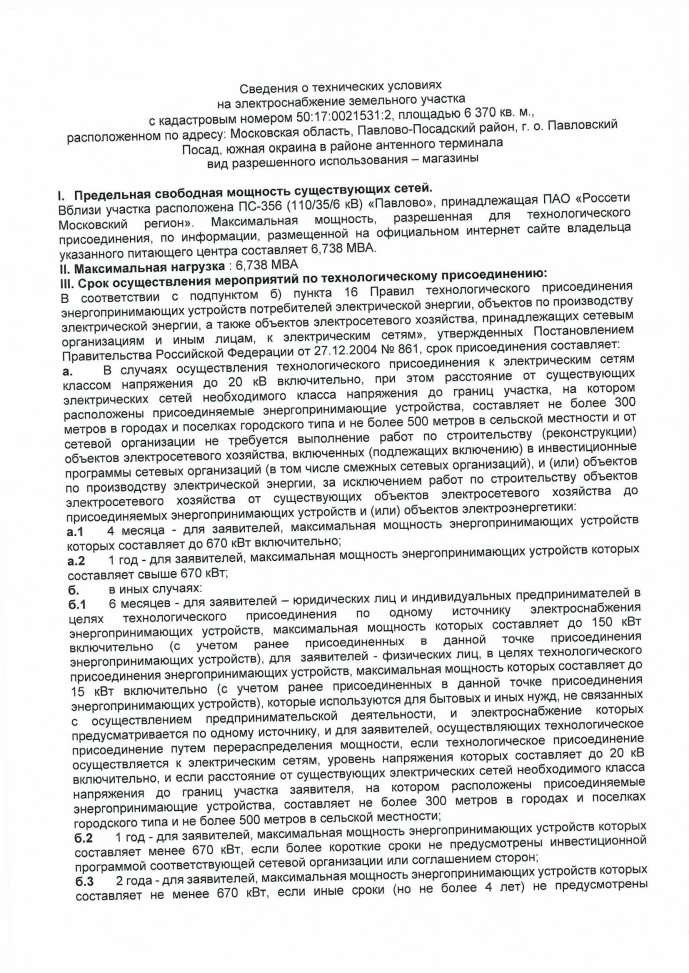 Сведения о технических условиях
на электроснабжение земельного участка
с кадастровым номером 50:17:0021531:2, площадью 6 370 кв. м.,
расположенном по адресу: Московская область, Павлово-Посадский район, г. о. Павловский
Посад, южная окраина в районе антенного терминала
вид разрешенного использования – магазины
I. Предельная свободная мощность существующих сетей.
Вблизи участка расположена ПС-356 (110/35/6 кВ) «Павлово», принадлежащая ПАО «Россети
Московский регион». Максимальная мощность, разрешенная для технологического
присоединения, по информации, размещенной на официальном интернет сайте владельца
указанного питающего центра составляет 6,738 МВА.
II. Максимальная нагрузка : 6,738 МВА
III. Срок осуществления мероприятий по технологическому присоединению:
В соответствии с подпунктом б) пункта 16 Правил технологического присоединения
энергопринимающих устройств потребителей электрической энергии, объектов по производству
электрической энергии, а также объектов электросетевого хозяйства, принадлежащих сетевым
организациям и иным лицам, к электрическим сетям», утвержденных Постановлением
Правительства Российской Федерации от 27.12.2004 № 861, срок присоединения составляет:
а. В случаях осуществления технологического присоединения к электрическим сетям
классом напряжения до 20 кВ включительно, при этом расстояние от существующих
электрических сетей необходимого класса напряжения до границ участка, на котором
расположены присоединяемые энергопринимающие устройства, составляет не более 300
метров в городах и поселках городского типа и не более 500 метров в сельской местности и от
сетевой организации не требуется выполнение работ по строительству (реконструкции)
объектов электросетевого хозяйства, включенных (подлежащих включению) в инвестиционные
программы сетевых организаций (в том числе смежных сетевых организаций), и (или) объектов
по производству электрической энергии, за исключением работ по строительству объектов
электросетевого хозяйства от существующих объектов электросетевого хозяйства до
присоединяемых энергопринимающих устройств и (или) объектов электроэнергетики:
а.1 4 месяца - для заявителей, максимальная мощность энергопринимающих устройств
которых составляет до 670 кВт включительно;
а.2 1 год - для заявителей, максимальная мощность энергопринимающих устройств которых
составляет свыше 670 кВт;
б. в иных случаях:
б.1 6 месяцев - для заявителей – юридических лиц и индивидуальных предпринимателей в
целях технологического присоединения по одному источнику электроснабжения
энергопринимающих устройств, максимальная мощность которых составляет до 150 кВт
включительно (с учетом ранее присоединенных в данной точке присоединения
энергопринимающих устройств), для заявителей - физических лиц, в целях технологического
присоединения энергопринимающих устройств, максимальная мощность которых составляет до
15 кВт включительно (с учетом ранее присоединенных в данной точке присоединения
энергопринимающих устройств), которые используются для бытовых и иных нужд, не связанных
с осуществлением предпринимательской деятельности, и электроснабжение которых
предусматривается по одному источнику, и для заявителей, осуществляющих технологическое
присоединение путем перераспределения мощности, если технологическое присоединение
осуществляется к электрическим сетям, уровень напряжения которых составляет до 20 кВ
включительно, и если расстояние от существующих электрических сетей необходимого класса
напряжения до границ участка заявителя, на котором расположены присоединяемые
энергопринимающие устройства, составляет не более 300 метров в городах и поселках
городского типа и не более 500 метров в сельской местности;
б.2 1 год - для заявителей, максимальная мощность энергопринимающих устройств которых
составляет менее 670 кВт, если более короткие сроки не предусмотрены инвестиционной
программой соответствующей сетевой организации или соглашением сторон;
б.3 2 года - для заявителей, максимальная мощность энергопринимающих устройств которых
составляет не менее 670 кВт, если иные сроки (но не более 4 лет) не предусмотрены